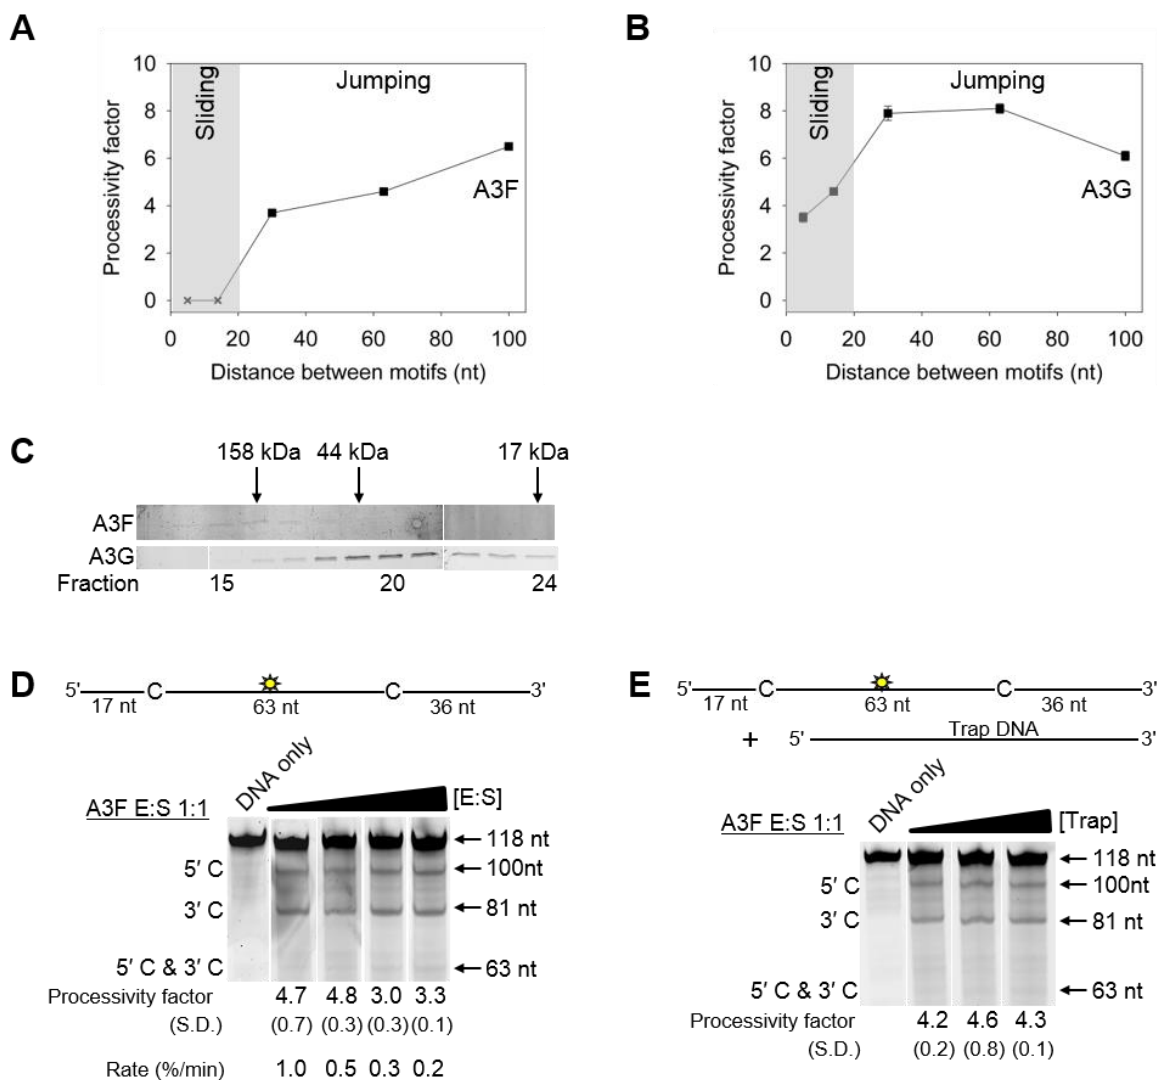 A
Processivity factor
10
8
6
4
2
0
Sliding
Jumping
A3F
0 20 40 60 80 100
Distance between motifs (nt)
B
Processivity factor
10
8
6
4
2
0
Sliding
Jumping
A3G
0 20 40 60 80 100
Distance between motifs (nt)
C
158 kDa 44 kDa 17 kDa
A3F
A3G
Fraction 15 20 24
D
5' C C 3'
17 nt 63 nt 36 nt
DNA only
A3F E:S 1:1
[E:S]
118 nt
5′ C 100nt
3′ C 81 nt
5′ C & 3′ C 63 nt
Processivity factor 4.7 4.8 3.0 3.3
(S.D.) (0.7) (0.3) (0.3) (0.1)
Rate (%/min) 1.0 0.5 0.3 0.2
E
5' C C 3'
17 nt 63 nt 36 nt
+ 5' Trap DNA 3'
DNA only
A3F E:S 1:1
[Trap]
118 nt
5′ C 100nt
3′ C 81 nt
5′ C & 3′ C 63 nt
Processivity factor 4.2 4.6 4.3
(S.D.) (0.2) (0.8) (0.1)